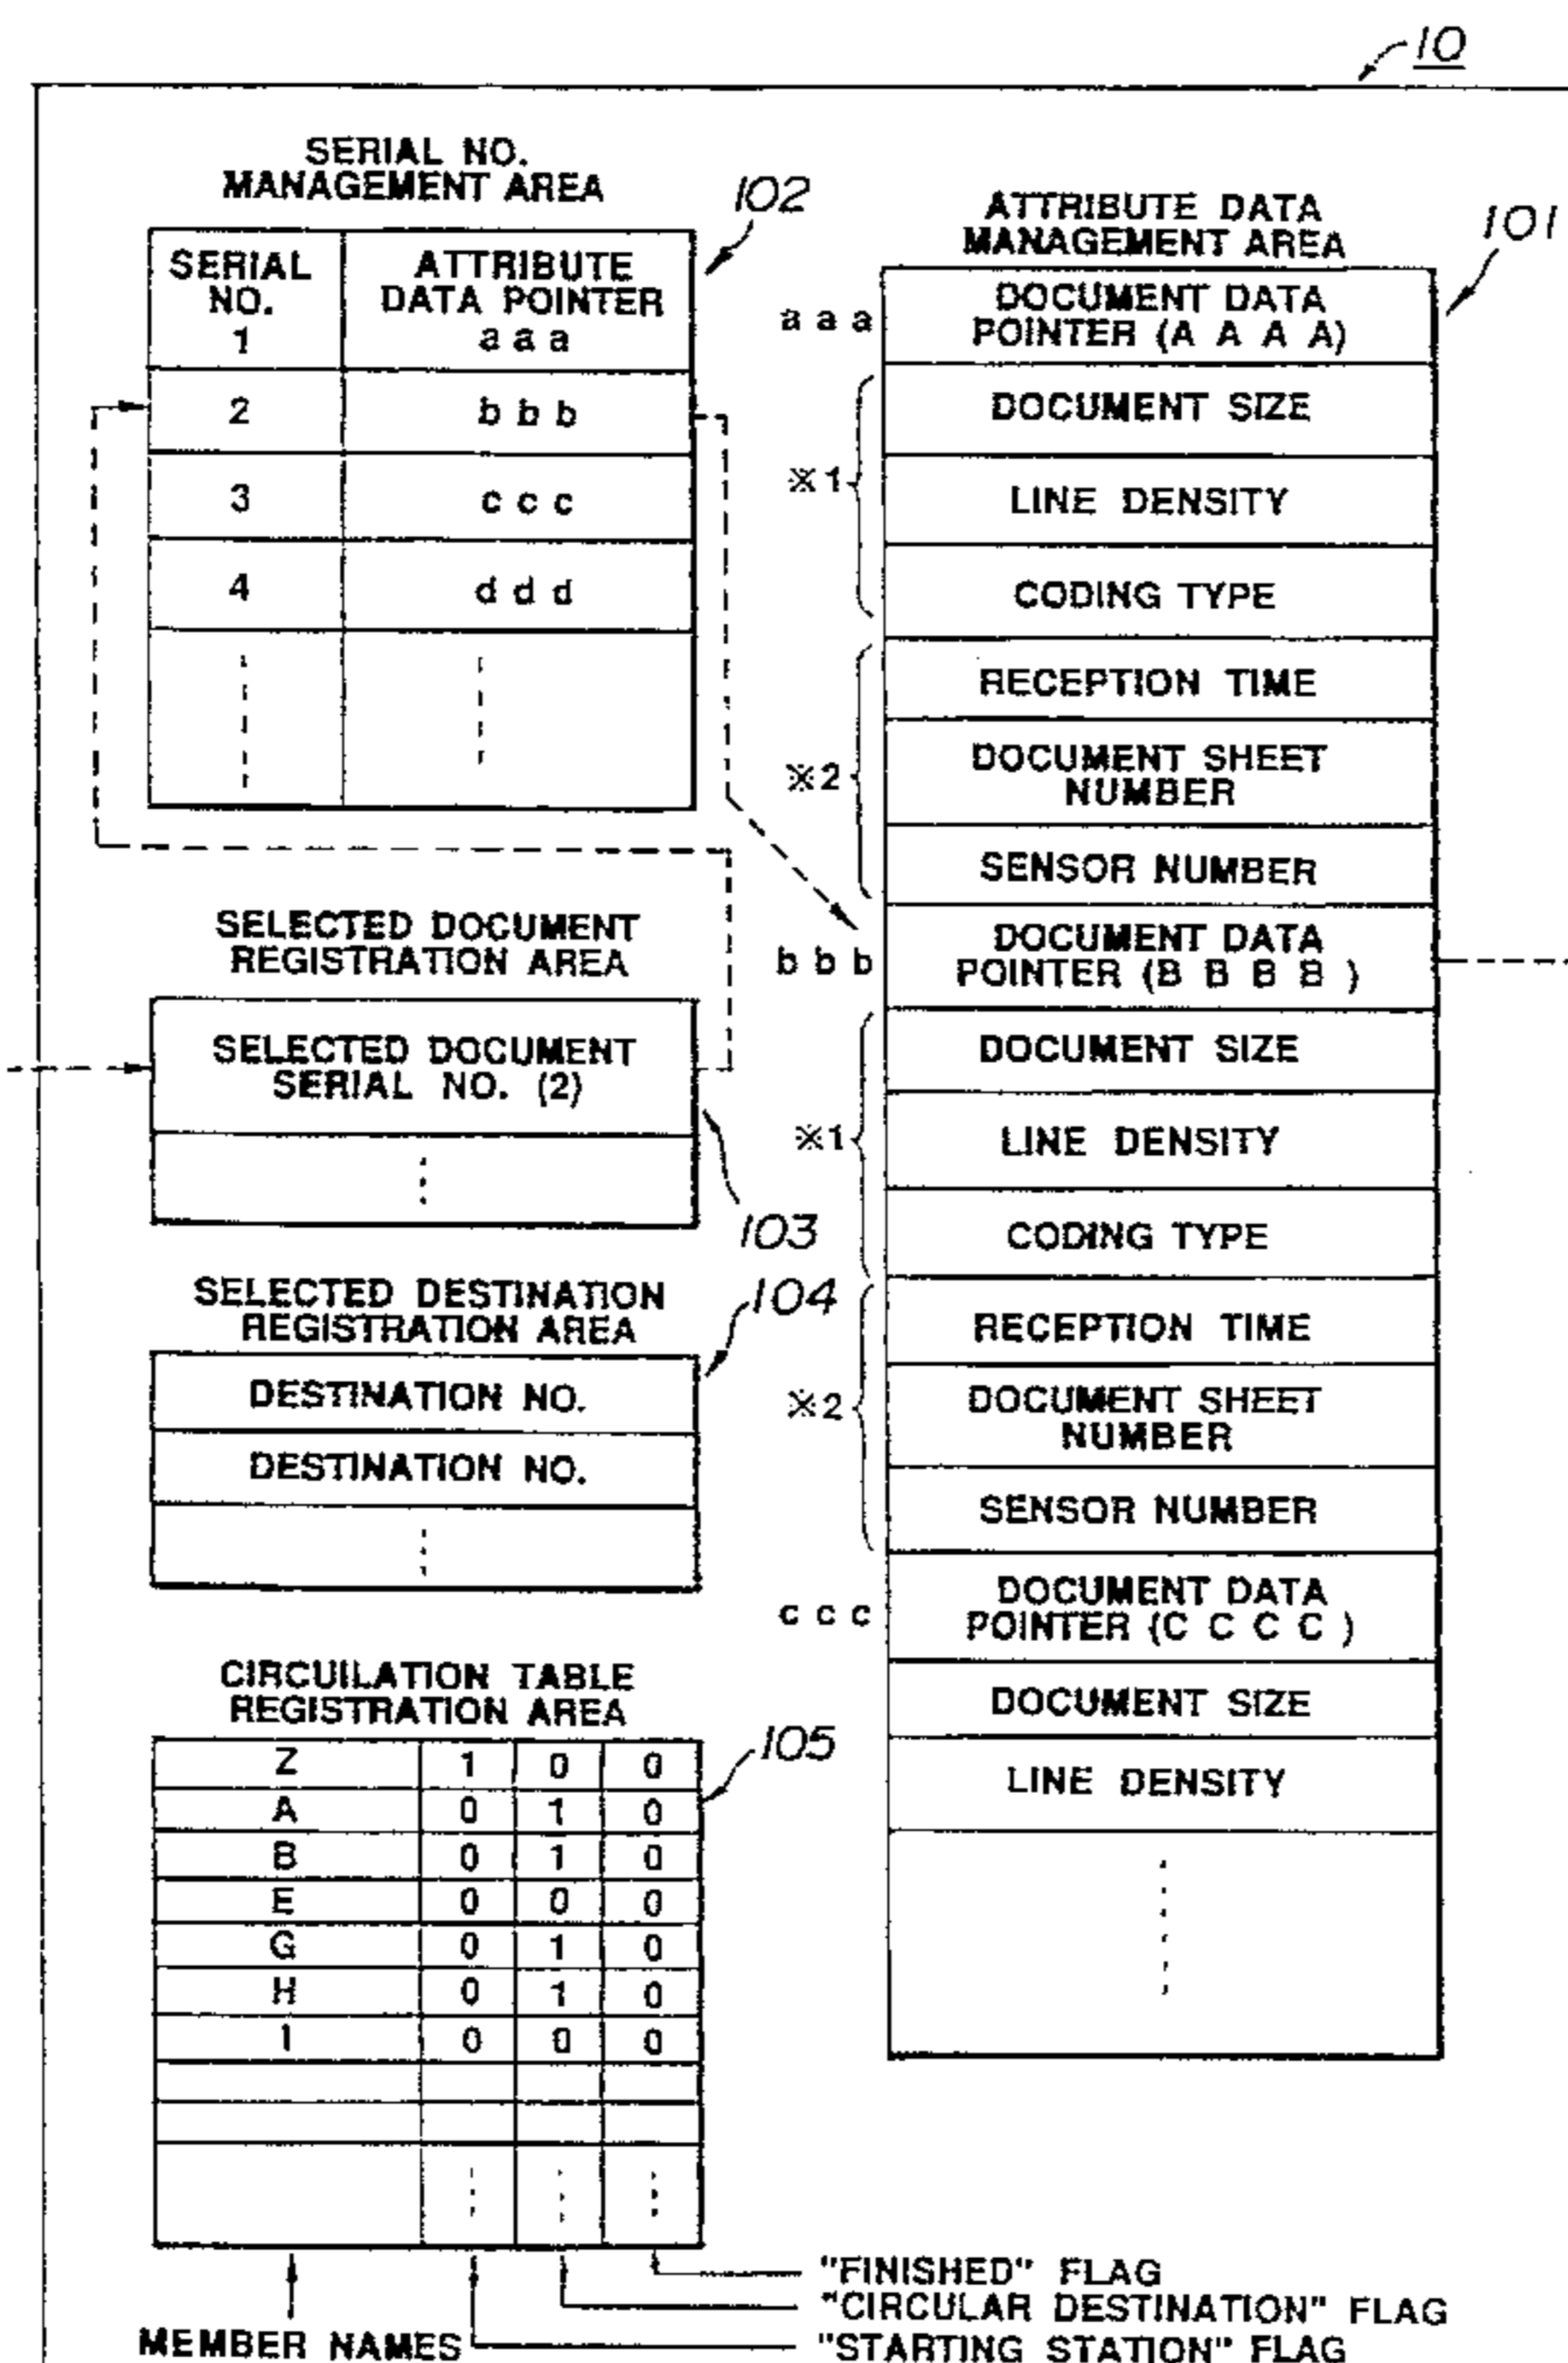 10
SERIAL NO.
MANAGEMENT AREA
102
SERIAL
NO.
ATTRIBUTE
DATA POINTER
1
a a a
2
b b b
3
c c c
4
d d d
SELECTED DOCUMENT
REGISTRATION AREA
SELECTED DOCUMENT
SERIAL NO. (2)
103
SELECTED DESTINATION
REGISTRATION AREA
104
DESTINATION NO.
DESTINATION NO.
CIRCUILATION TABLE
REGISTRATION AREA
105
Z 1 0 0
A 0 1 0
B 0 1 0
E 0 0 0
G 0 1 0
H 0 1 0
I 0 0 0
MEMBER NAMES
"FINISHED" FLAG
"CIRCULAR DESTINATION" FLAG
"STARTING STATION" FLAG
ATTRIBUTE DATA
MANAGEMENT AREA
101
a a a
DOCUMENT DATA
POINTER (A A A A)
※1
DOCUMENT SIZE
LINE DENSITY
CODING TYPE
※2
RECEPTION TIME
DOCUMENT SHEET
NUMBER
SENSOR NUMBER
b b b
DOCUMENT DATA
POINTER (B B B B )
※1
DOCUMENT SIZE
LINE DENSITY
CODING TYPE
※2
RECEPTION TIME
DOCUMENT SHEET
NUMBER
SENSOR NUMBER
c c c
DOCUMENT DATA
POINTER (C C C C )
DOCUMENT SIZE
LINE DENSITY